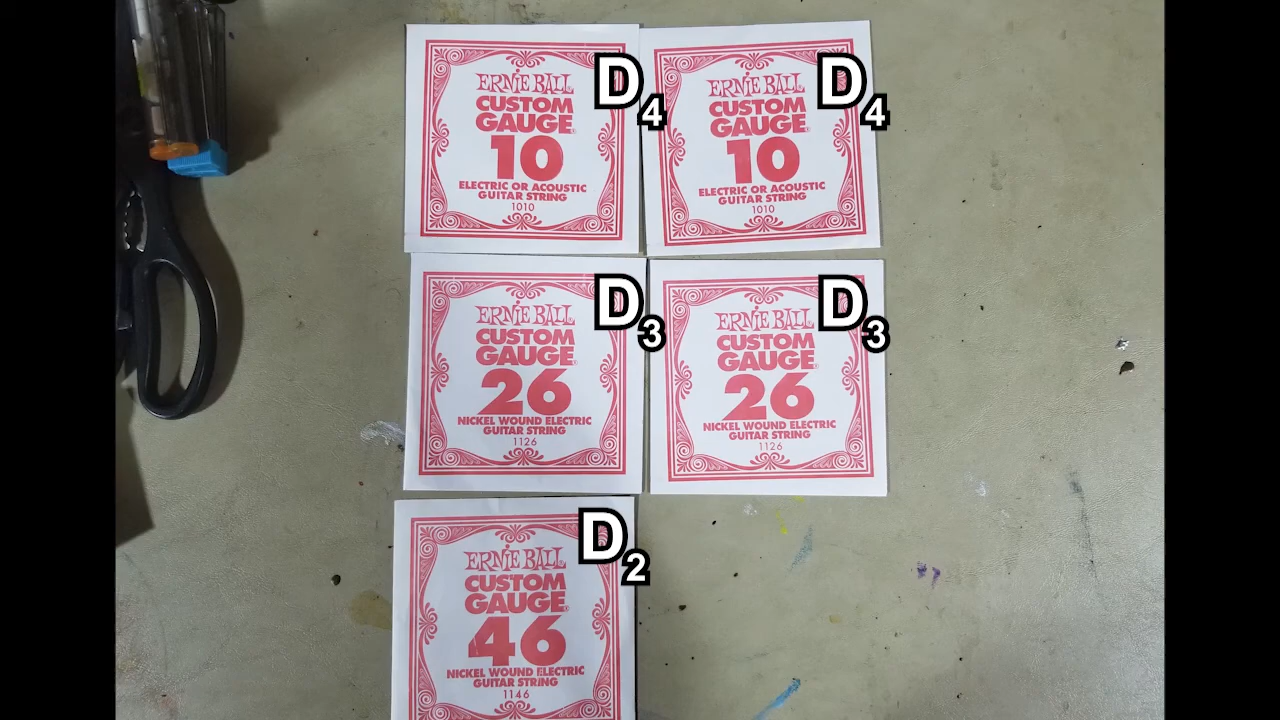 ERNIE BALL
CUSTOM
GAUGE®
10
ELECTRIC OR ACOUSTIC
GUITAR STRING
1010
D4
ERNIE BALL
CUSTOM
GAUGE®
10
ELECTRIC OR ACOUSTIC
GUITAR STRING
1010
D4
ERNIE BALL
CUSTOM
GAUGE®
26
NICKEL WOUND ELECTRIC
GUITAR STRING
1126
D3
ERNIE BALL
CUSTOM
GAUGE®
26
NICKEL WOUND ELECTRIC
GUITAR STRING
1126
D3
ERNIE BALL
CUSTOM
GAUGE®
46
NICKEL WOUND ELECTRIC
GUITAR STRING
1146
D2